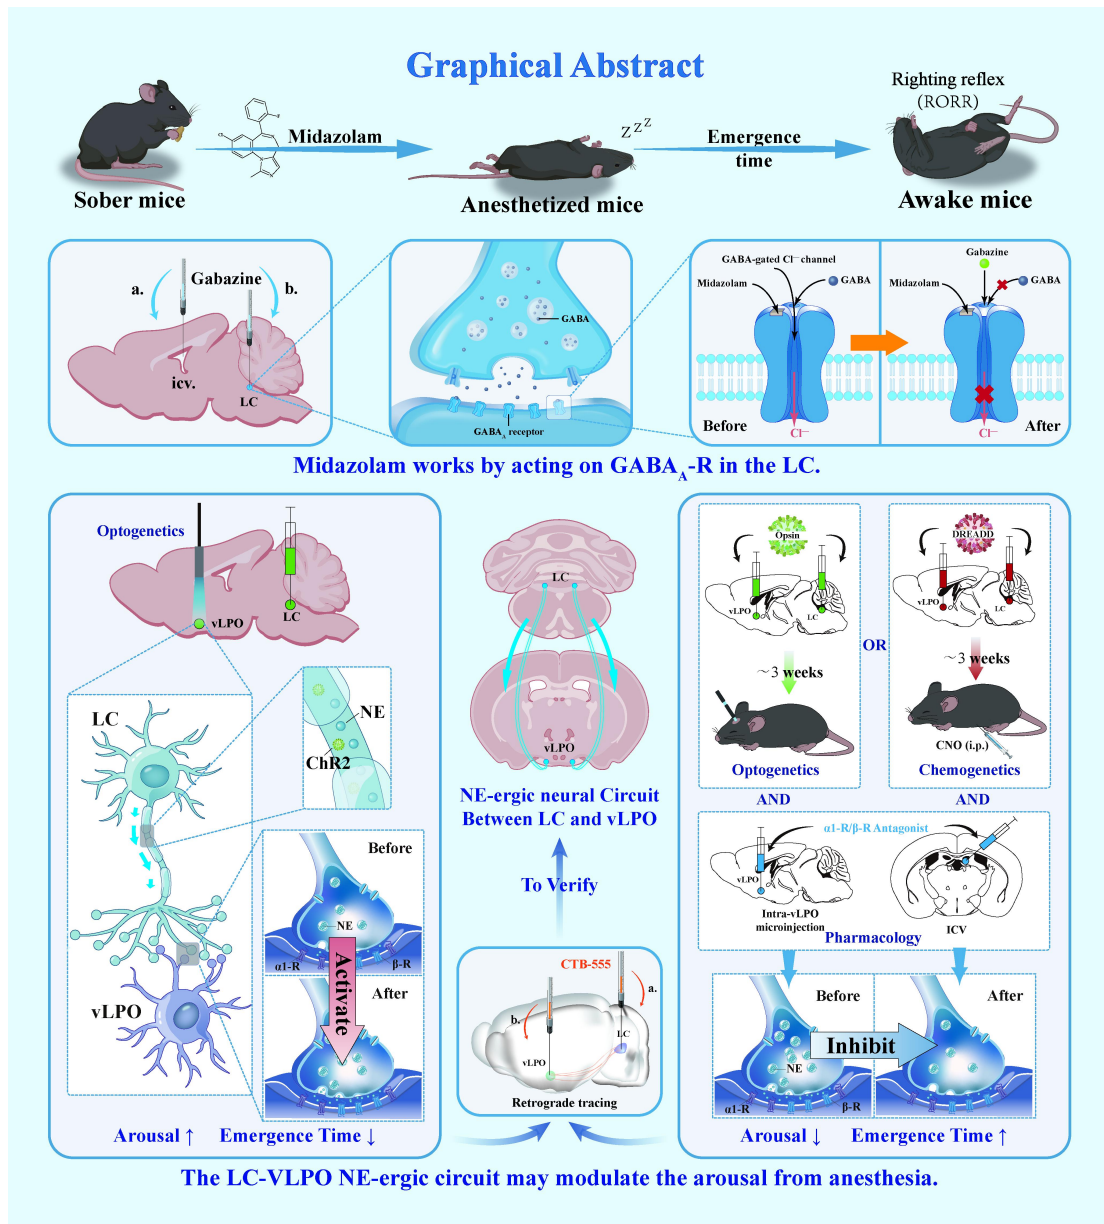 Graphical Abstract
Sober mice
Cl
F
N
N
Me
Midazolam
Anesthetized mice
Z Z Z
Emergence
time
Righting reflex
(RORR)
Awake mice
a.
Gabazine
b.
icv.
LC
GABA
GABAA receptor
GABA-gated Cl— channel
Midazolam
GABA
Before
Cl—
Gabazine
Midazolam
GABA
Cl—
After
Midazolam works by acting on GABAA-R in the LC.
Optogenetics
vLPO
LC
LC
NE
ChR2
vLPO
Before
NE
α1-R
β-R
Activate
After
Arousal ↑
Emergence Time ↓
LC
vLPO
NE-ergic neural Circuit
Between LC and vLPO
To Verify
CTB-555
a.
b.
LC
vLPO
Retrograde tracing
Opsin
vLPO
LC
~3 weeks
Optogenetics
OR
DREADD
vLPO
LC
~3 weeks
CNO (i.p.)
Chemogenetics
AND
AND
α1-R/β-R Antagonist
vLPO
Intra-vLPO
microinjection
ICV
Pharmacology
Before
After
Inhibit
NE
α1-R
β-R
Arousal ↓
Emergence Time ↑
The LC-VLPO NE-ergic circuit may modulate the arousal from anesthesia.